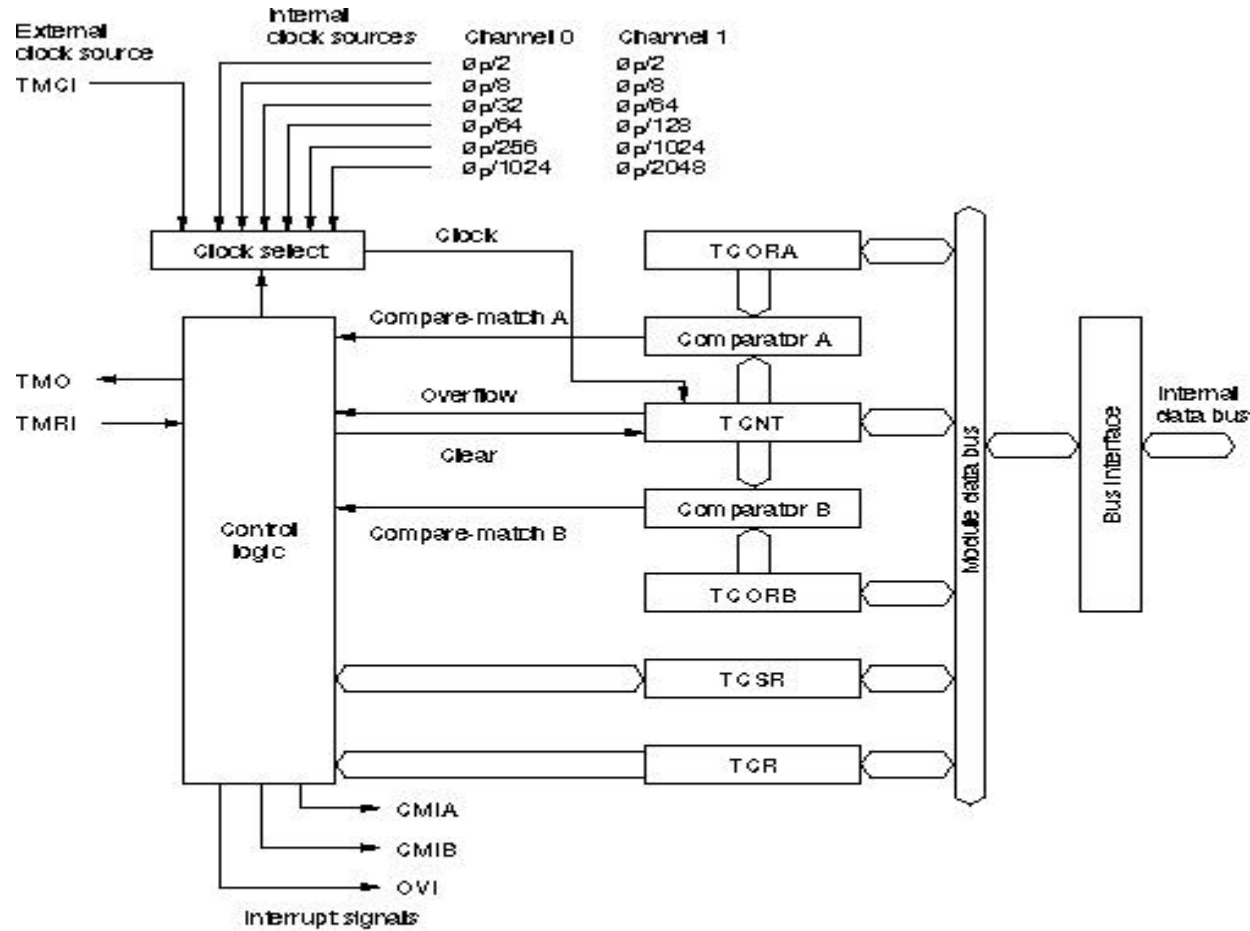 External
clock source
TMCI
Internal
clock sources
Channel 0
Channel 1
øp/2
øp/2
øp/8
øp/8
øp/32
øp/64
øp/64
øp/128
øp/256
øp/1024
øp/1024
øp/2048
Clock select
Clock
TCORA
Compare-match A
Comparator A
TMO
Overflow
TCNT
TMRI
Clear
Internal
data bus
Module data bus
Bus interface
Comparator B
Compare-match B
Control
logic
TCORB
TCSR
TCR
CMIA
CMIB
OVI
Interrupt signals